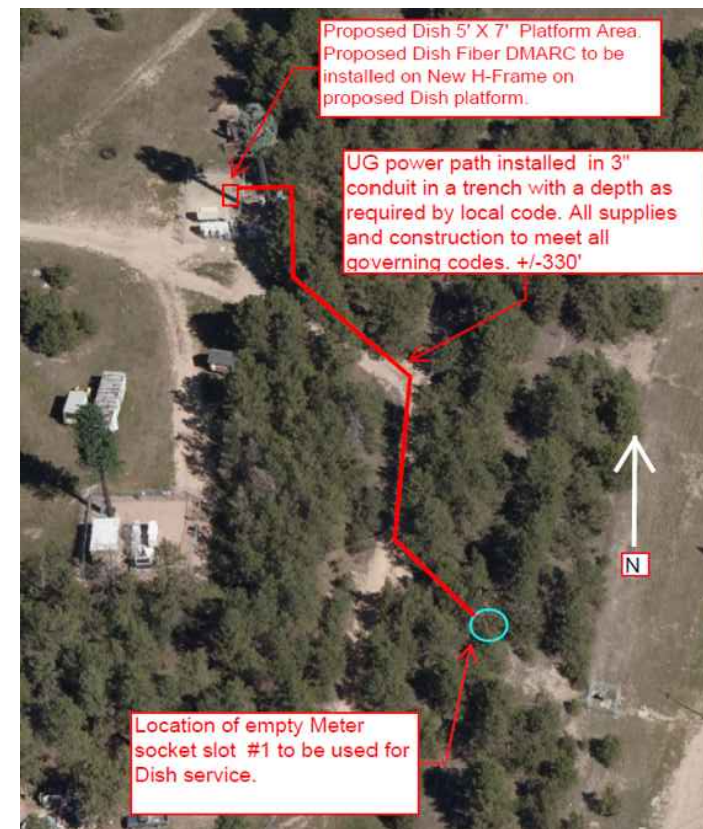 Proposed Dish 5' X 7' Platform Area.
Proposed Dish Fiber DMARC to be
installed on New H-Frame on
proposed Dish platform.
UG power path installed in 3"
conduit in a trench with a depth as
required by local code. All supplies
and construction to meet all
governing codes. +/-330'
N
Location of empty Meter
socket slot #1 to be used for
Dish service.